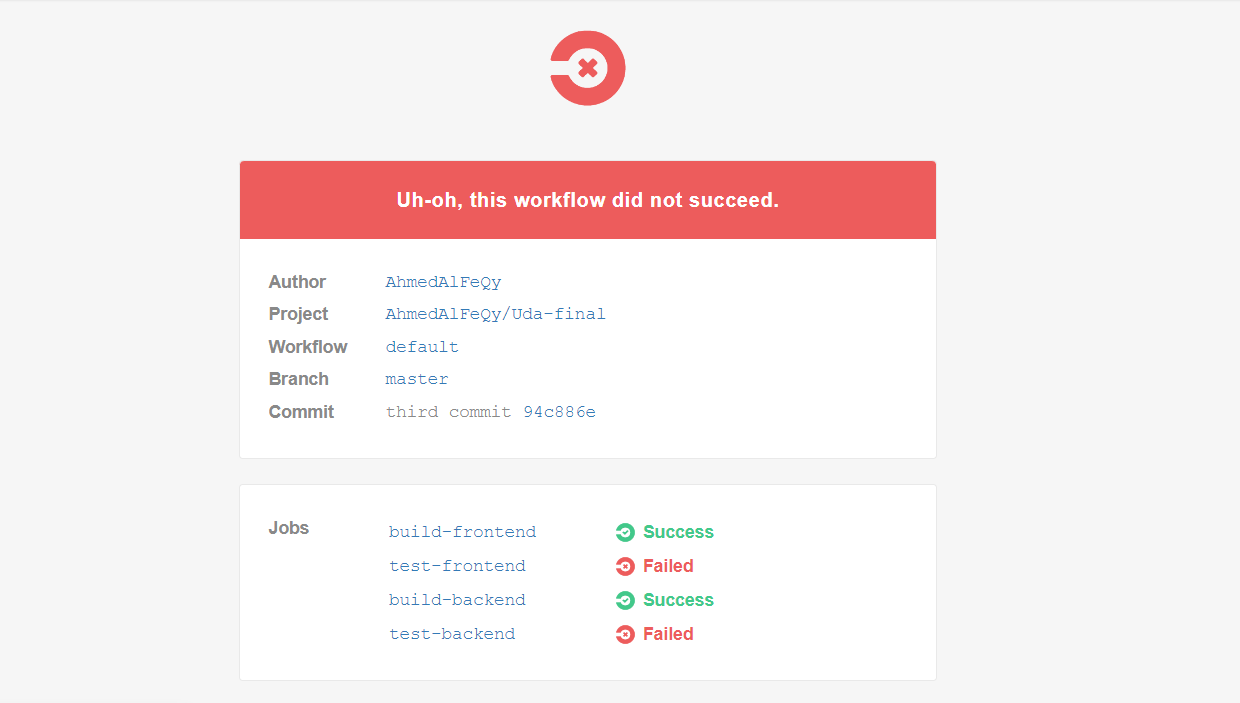 Uh-oh, this workflow did not succeed.
Author AhmedAlFeQy
Project AhmedAlFeQy/Uda-final
Workflow default
Branch master
Commit third commit 94c886e
Jobs build-frontend Success
test-frontend Failed
build-backend Success
test-backend Failed